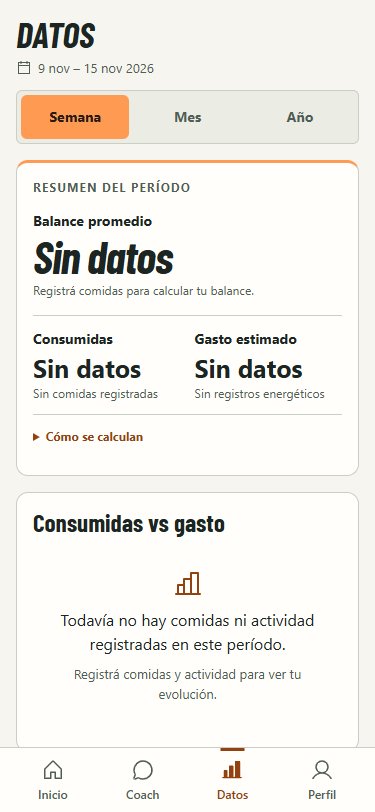 DATOS
9 nov – 15 nov 2026
Semana Mes Año
RESUMEN DEL PERÍODO
Balance promedio
Sin datos
Registrá comidas para calcular tu balance.
Consumidas Gasto estimado
Sin datos Sin datos
Sin comidas registradas Sin registros energéticos
Cómo se calculan
Consumidas vs gasto
Todavía no hay comidas ni actividad
registradas en este período.
Registrá comidas y actividad para ver tu
evolución.
Inicio Coach Datos Perfil